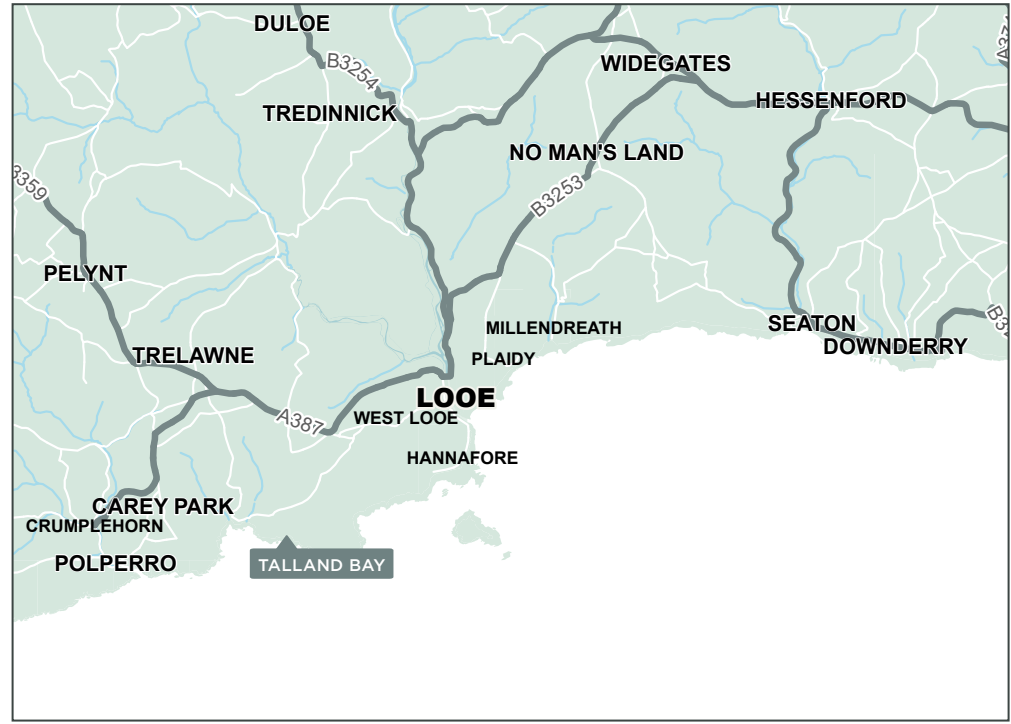 DULOE
WIDEGATES
B3254
HESSENFORD
TREDINNICK
NO MAN'S LAND
B3253
PELYNT
MILLENDREATH
SEATON
DOWNDERRY
TRELAWNE
PLAIDY
LOOE
WEST LOOE
A387
HANNAFORE
CAREY PARK
CRUMPLEHORN
POLPERRO
TALLAND BAY